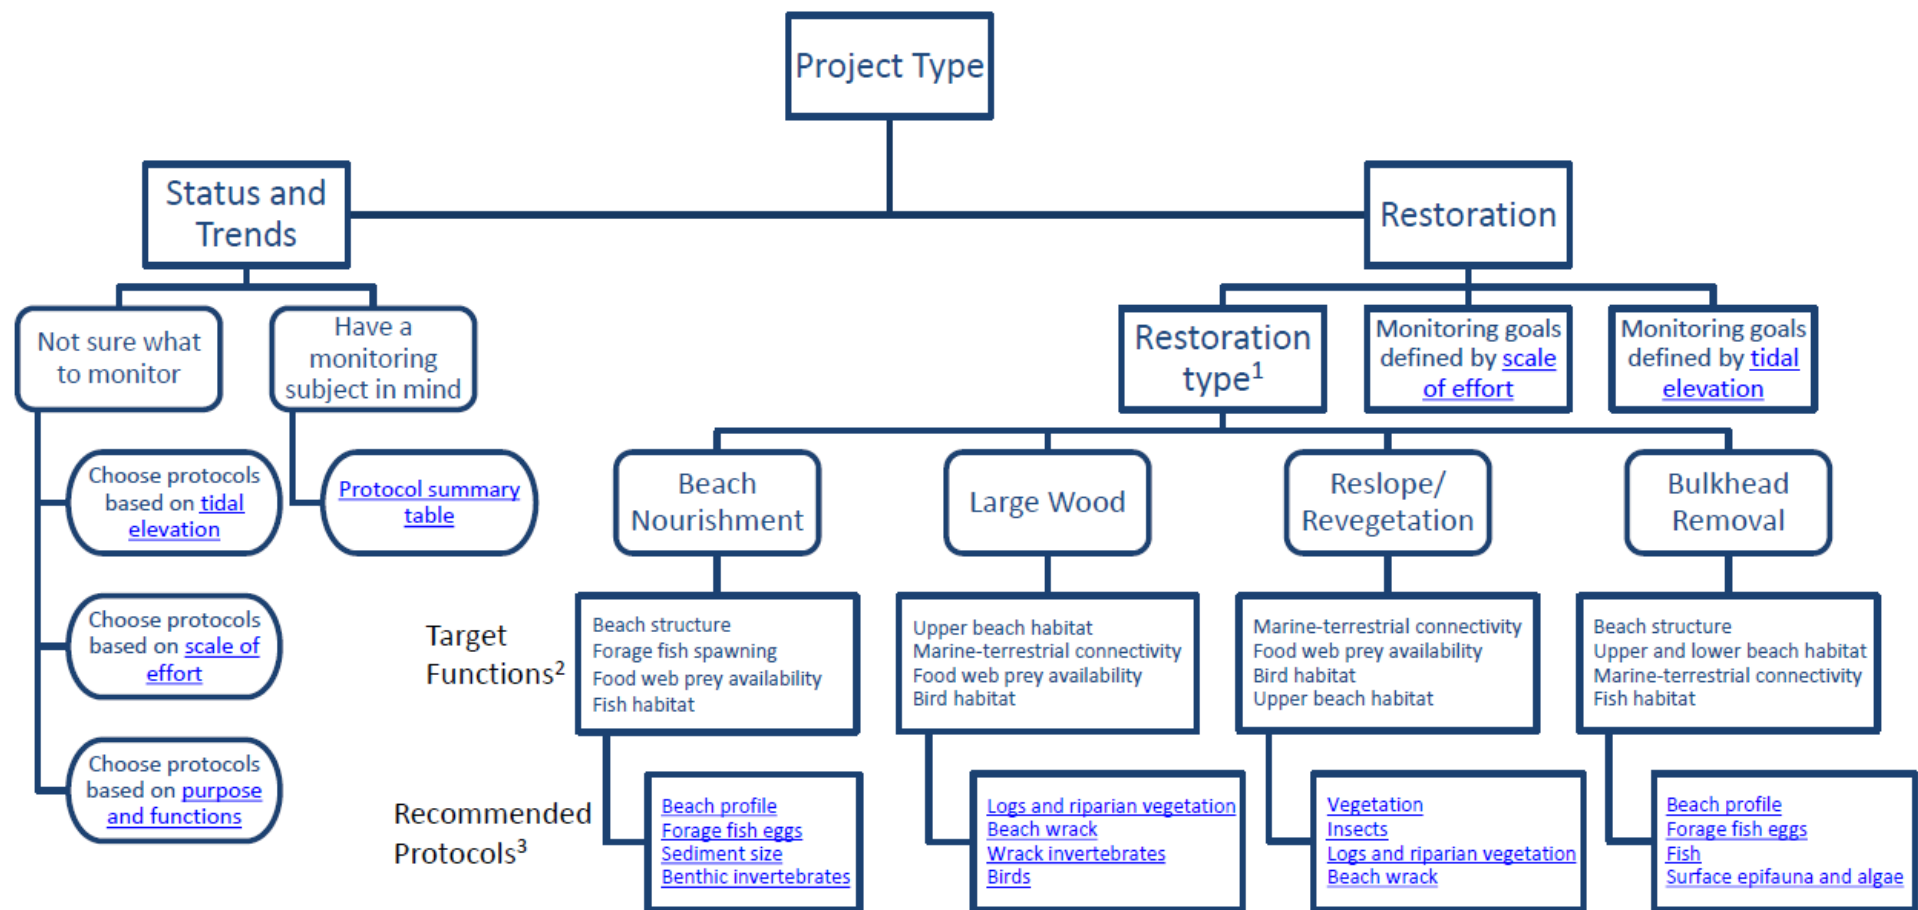 Project Type
Status and
Trends
Restoration
Not sure what
to monitor
Have a
monitoring
subject in mind
Restoration
type1
Monitoring goals
defined by scale
of effort
Monitoring goals
defined by tidal
elevation
Choose protocols
based on tidal
elevation
Protocol summary
table
Beach
Nourishment
Large Wood
Reslope/
Revegetation
Bulkhead
Removal
Choose protocols
based on scale of
effort
Target
Functions2
Beach structure
Forage fish spawning
Food web prey availability
Fish habitat
Upper beach habitat
Marine-terrestrial connectivity
Food web prey availability
Bird habitat
Marine-terrestrial connectivity
Food web prey availability
Bird habitat
Upper beach habitat
Beach structure
Upper and lower beach habitat
Marine-terrestrial connectivity
Fish habitat
Choose protocols
based on purpose
and functions
Recommended
Protocols3
Beach profile
Forage fish eggs
Sediment size
Benthic invertebrates
Logs and riparian vegetation
Beach wrack
Wrack invertebrates
Birds
Vegetation
Insects
Logs and riparian vegetation
Beach wrack
Beach profile
Forage fish eggs
Fish
Surface epifauna and algae